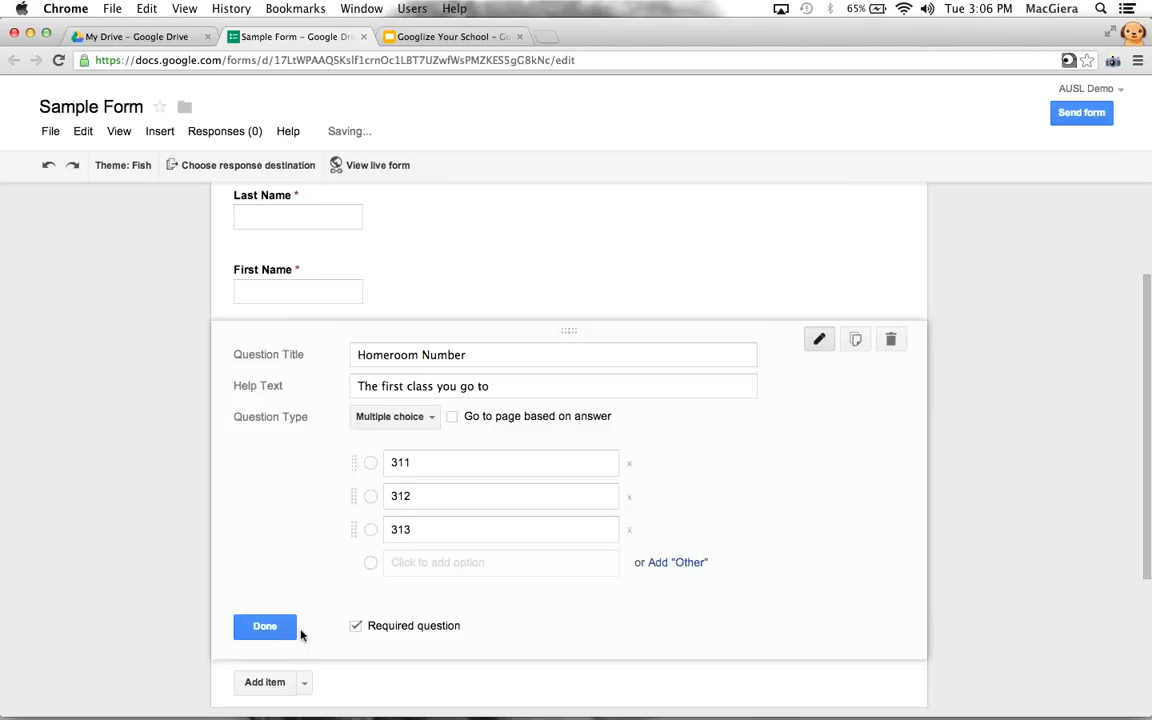 Chrome File Edit View History Bookmarks Window Users Help 65% Tue 3:06 PM MacGiera
My Drive – Google Drive × Sample Form – Google Dri × Googlize Your School – Go ×
https://docs.google.com/forms/d/17LtWPAAQSKslf1crnOc1LBT7UZwfWsPMZKES5gG8kNc/edit
AUSL Demo
Sample Form
Send form
File Edit View Insert Responses (0) Help Saving...
Theme: Fish Choose response destination View live form
Last Name *
First Name *
Question Title Homeroom Number
Help Text The first class you go to
Question Type Multiple choice Go to page based on answer
311 x
312 x
313 x
Click to add option or Add "Other"
Done Required question
Add item